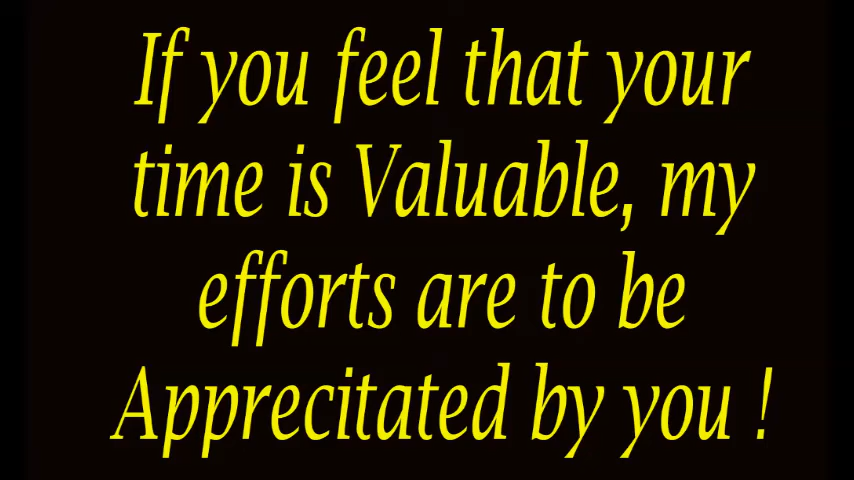 If you feel that your
time is Valuable, my
efforts are to be
Apprecitated by you !